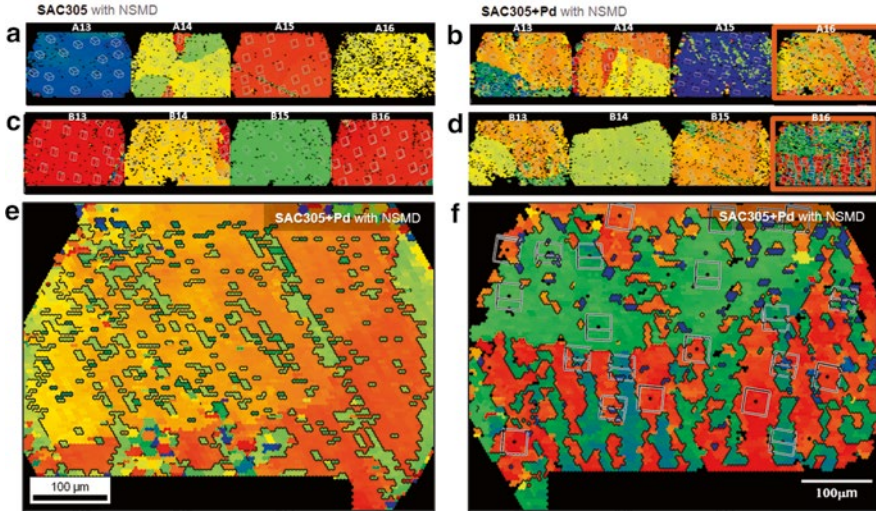 SAC305 with NSMD
SAC305+Pd with NSMD
a
A13 A14 A15 A16
b
A13 A14 A15 A16
c
B13 B14 B15 B16
d
B13 B14 B15 B16
e
SAC305+Pd with NSMD
100 µm
f
SAC305+Pd with NSMD
100µm